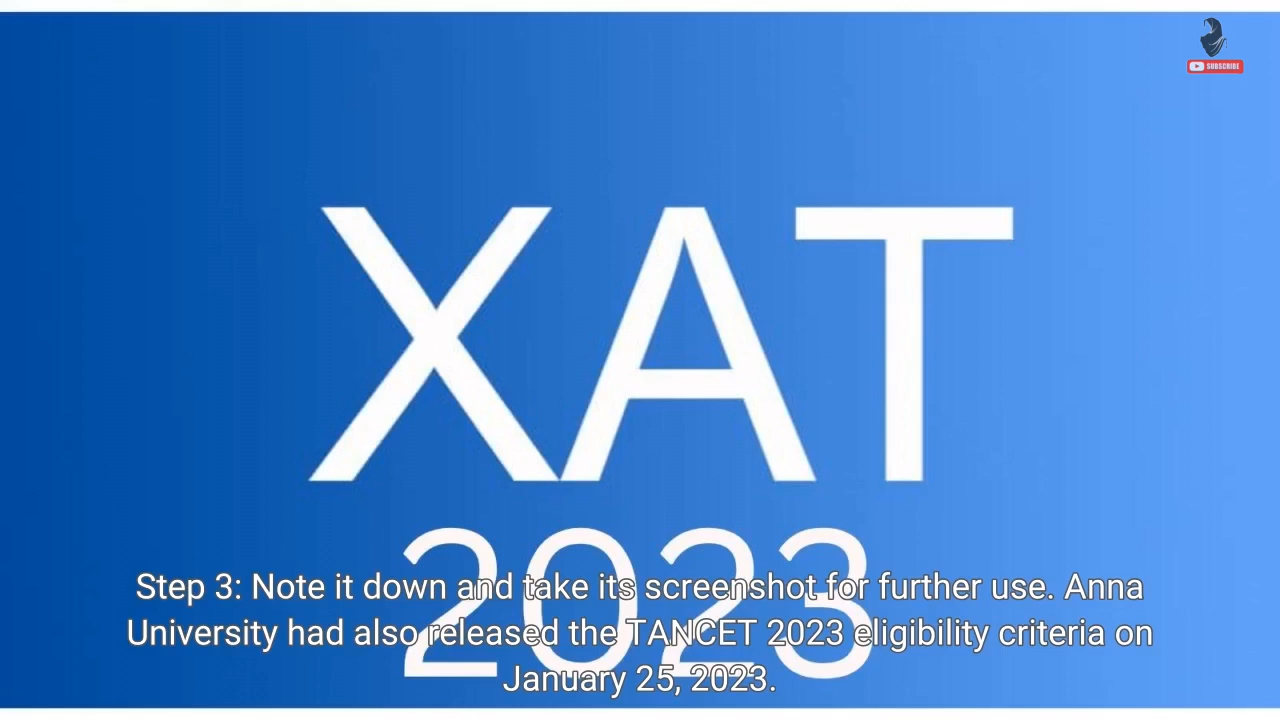 SUBSCRIBE
XAT
2023
Step 3: Note it down and take its screenshot for further use. Anna
University had also released the TANCET 2023 eligibility criteria on
January 25, 2023.